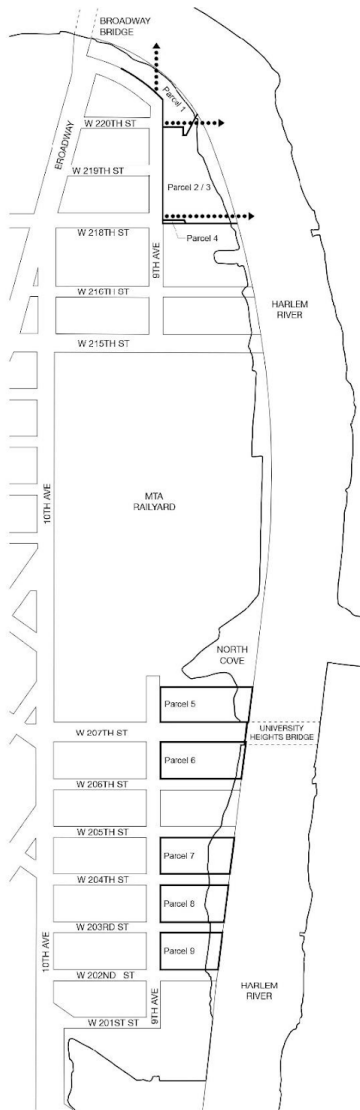 BROADWAY
BRIDGE
Parcel 1
W 220TH ST
BROADWAY
W 219TH ST
Parcel 2 / 3
W 218TH ST
9TH AVE
Parcel 4
W 216TH ST
HARLEM
RIVER
W 215TH ST
10TH AVE
MTA
RAILYARD
NORTH
COVE
Parcel 5
W 207TH ST
UNIVERSITY
HEIGHTS BRIDGE
Parcel 6
W 206TH ST
W 205TH ST
Parcel 7
W 204TH ST
Parcel 8
W 203RD ST
10TH AVE
Parcel 9
W 202ND ST
9TH AVE
HARLEM
RIVER
W 201ST ST